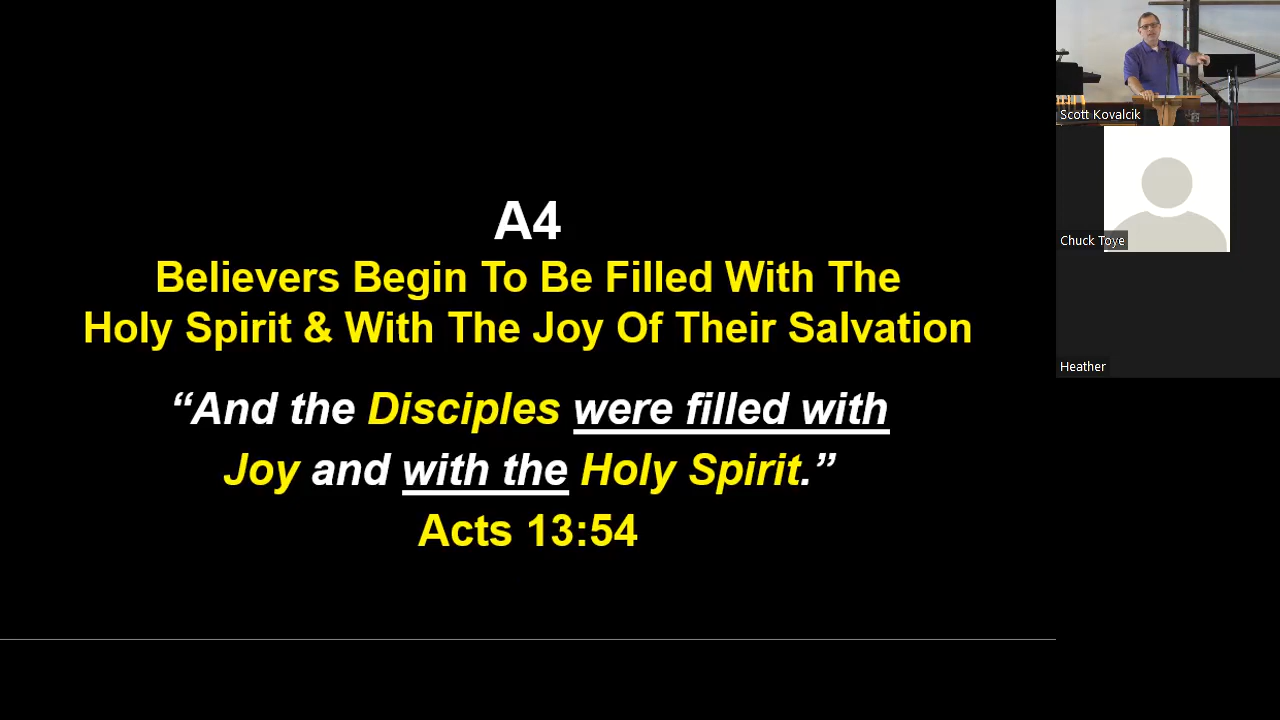 A4
Believers Begin To Be Filled With The
Holy Spirit & With The Joy Of Their Salvation
“And the Disciples were filled with
Joy and with the Holy Spirit.”
Acts 13:54
Scott Kovalcik
Chuck Toye
Heather